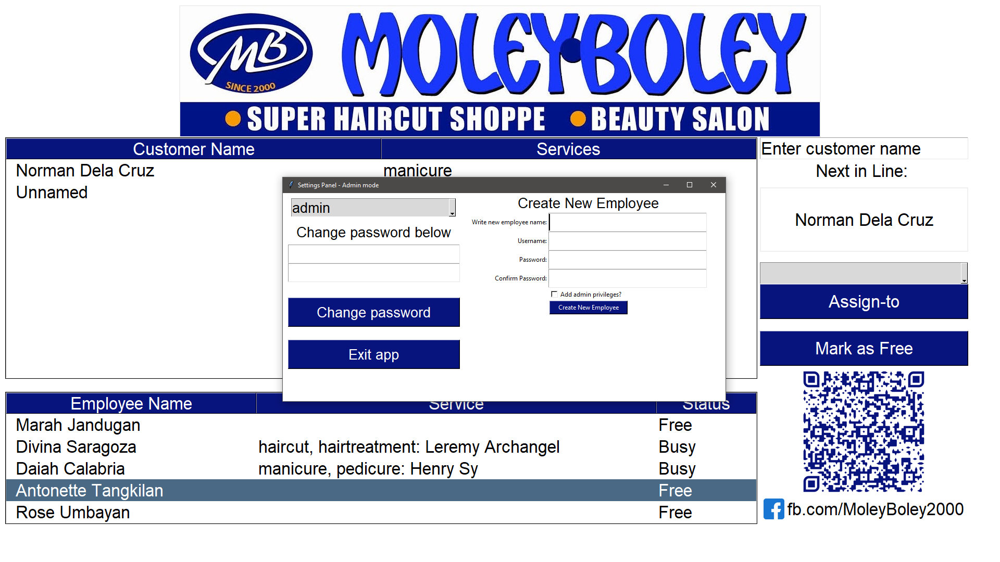 MB
SINCE 2000
MOLEY BOLEY
SUPER HAIRCUT SHOPPE BEAUTY SALON
Customer Name Services
Norman Dela Cruz manicure
Unnamed
Enter customer name
Next in Line:
Norman Dela Cruz
Assign-to
Mark as Free
Settings Panel - Admin mode
admin
Change password below
Change password
Exit app
Create New Employee
Write new employee name:
Username:
Password:
Confirm Password:
Add admin privileges?
Create New Employee
Employee Name Service Status
Marah Jandugan Free
Divina Saragoza haircut, hairtreatment: Leremy Archangel Busy
Daiah Calabria manicure, pedicure: Henry Sy Busy
Antonette Tangkilan Free
Rose Umbayan Free
fb.com/MoleyBoley2000